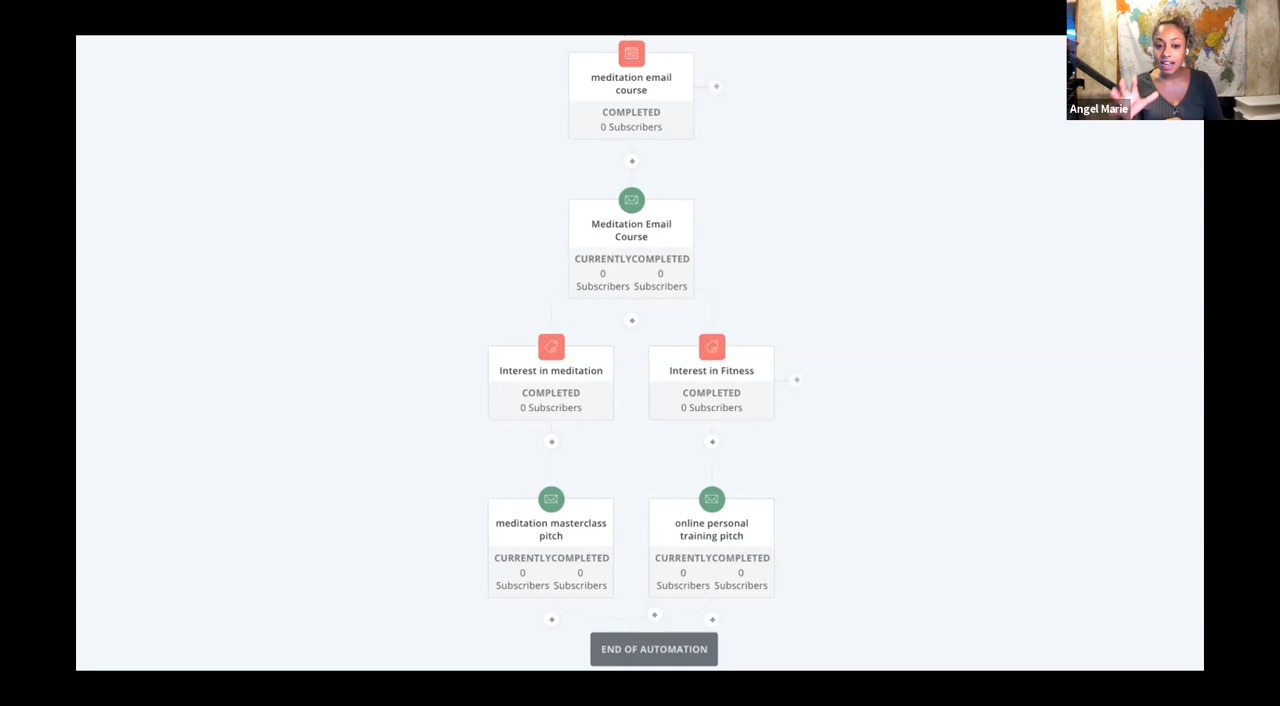 meditation email
course
COMPLETED
0 Subscribers
Angel Marie
Meditation Email
Course
CURRENTLY COMPLETED
0 0
Subscribers Subscribers
Interest in meditation
COMPLETED
0 Subscribers
Interest in Fitness
COMPLETED
0 Subscribers
meditation masterclass
pitch
CURRENTLY COMPLETED
0 0
Subscribers Subscribers
online personal
training pitch
CURRENTLY COMPLETED
0 0
Subscribers Subscribers
END OF AUTOMATION